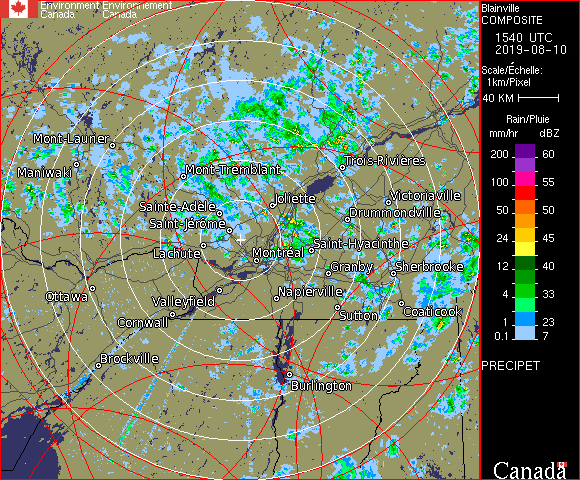 Environment Environnement
Canada Canada
Blainville
COMPOSITE
1540 UTC
2019-08-10
Scale/Échelle:
1km/Pixel
40 KM
Rain/Pluie
mm/hr dBZ
200 60
100 55
50 50
24 45
12 40
4 33
1 23
0.1 7
PRECIPET
Canada
Mont-Laurier
Maniwaki
Mont-Tremblant
Trois-Rivières
Joliette
Victoriaville
Sainte-Adele
Drummondville
Saint-Jérôme
Lachute
Montréal
Saint-Hyacinthe
Granby
Sherbrooke
Ottawa
Valleyfield
Napierville
Cornwall
Sutton
Coaticook
Brockville
Burlington